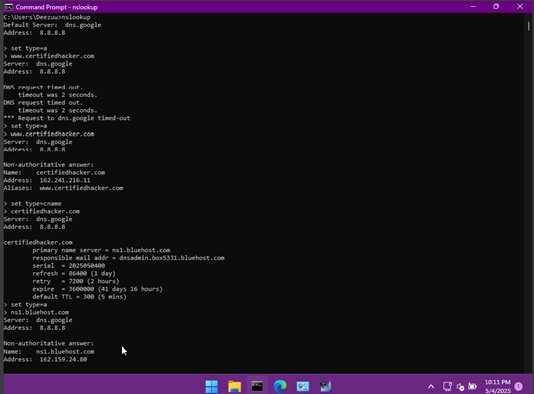 Command Prompt - nslookup
C:\Users\Deezuu>nslookup
Default Server:  dns.google
Address:  8.8.8.8
> set type=a
> www.certifiedhacker.com
Server:  dns.google
Address:  8.8.8.8
DNS request timed out.
    timeout was 2 seconds.
DNS request timed out.
    timeout was 2 seconds.
*** Request to dns.google timed-out
> set type=a
> www.certifiedhacker.com
Server:  dns.google
Address:  8.8.8.8
Non-authoritative answer:
Name:    certifiedhacker.com
Address:  162.241.216.11
Aliases:  www.certifiedhacker.com
> set type=cname
> certifiedhacker.com
Server:  dns.google
Address:  8.8.8.8
certifiedhacker.com
        primary name server = ns1.bluehost.com
        responsible mail addr = dnsadmin.box5331.bluehost.com
        serial  = 2025050400
        refresh = 86400 (1 day)
        retry   = 7200 (2 hours)
        expire  = 3600000 (41 days 16 hours)
        default TTL = 300 (5 mins)
> set type=a
> ns1.bluehost.com
Server:  dns.google
Address:  8.8.8.8
Non-authoritative answer:
Name:    ns1.bluehost.com
Address:  162.159.24.80
10:11 PM
5/4/2025